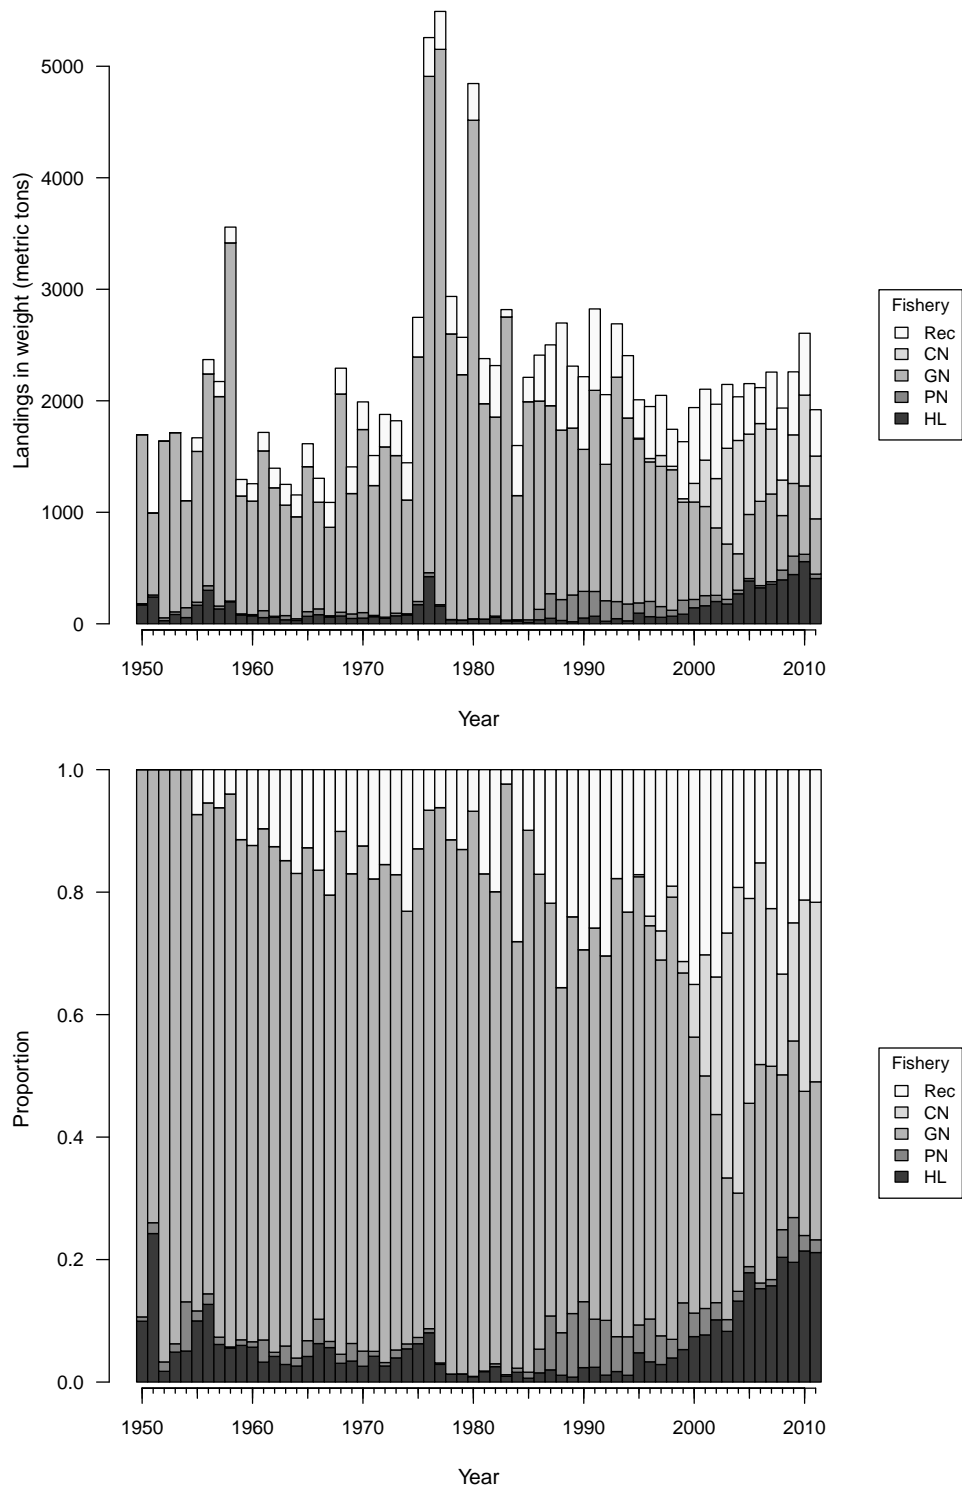 Landings in weight (metric tons)
5000
4000
3000
2000
1000
0
1950 1960 1970 1980 1990 2000 2010
Year
Fishery
Rec
CN
GN
PN
HL
Proportion
1.0
0.8
0.6
0.4
0.2
0.0
1950 1960 1970 1980 1990 2000 2010
Year
Fishery
Rec
CN
GN
PN
HL